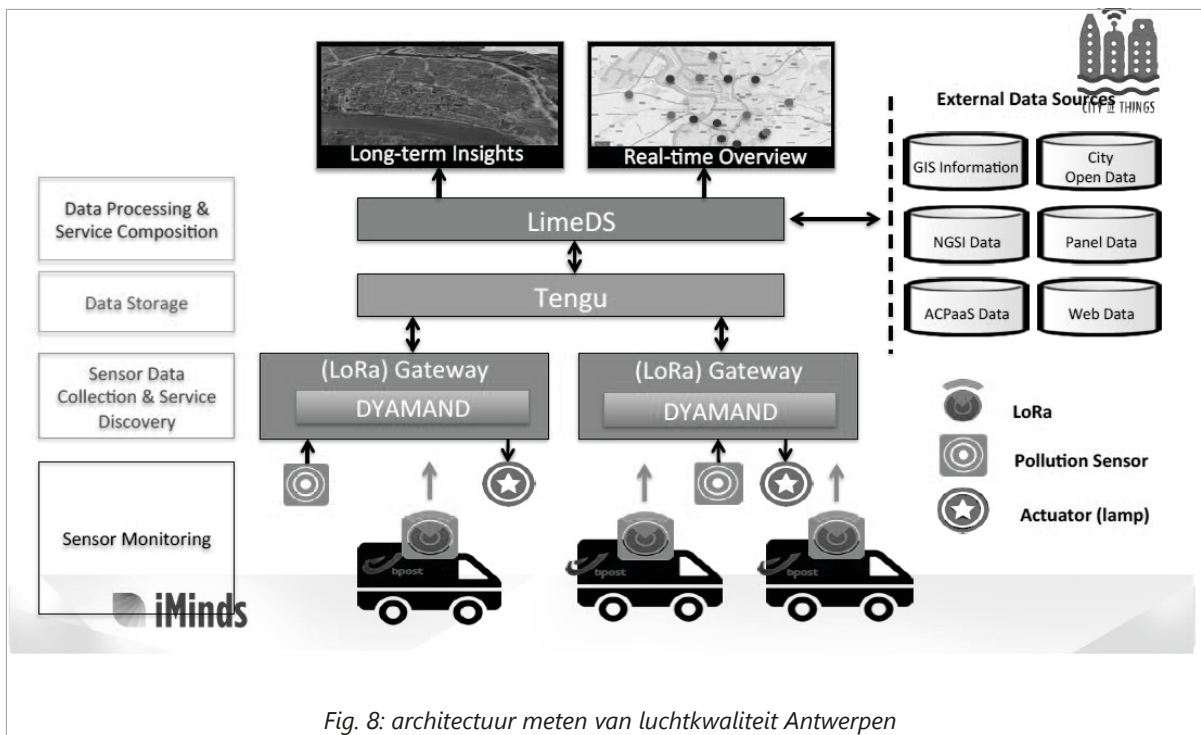 CITY OF THINGS
External Data Sources
Long-term Insights
Real-time Overview
GIS Information
City
Open Data
NGSI Data
Panel Data
ACPaaS Data
Web Data
Data Processing &
Service Composition
LimeDS
Data Storage
Tengu
Sensor Data
Collection & Service
Discovery
(LoRa) Gateway
DYAMAND
(LoRa) Gateway
DYAMAND
LoRa
Pollution Sensor
Actuator (lamp)
Sensor Monitoring
bpost
bpost
bpost
iMinds
Fig. 8: architectuur meten van luchtkwaliteit Antwerpen